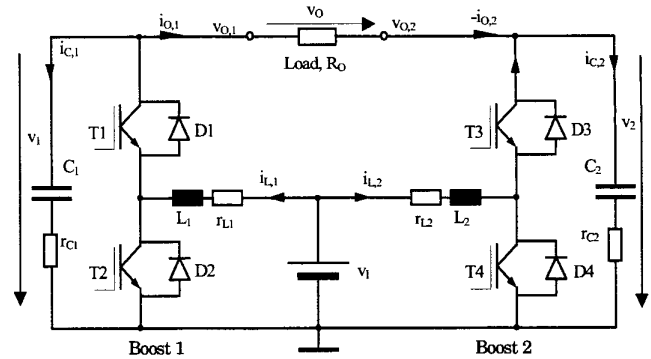 v_O
i_O,1
v_O,1
v_O,2
-i_O,2
i_C,1
Load, R_O
i_C,2
v_1
T1
D1
T3
D3
v_2
C_1
i_L,1
i_L,2
C_2
L_1
r_L1
r_L2
L_2
r_C1
r_C2
T2
D2
v_I
T4
D4
Boost 1
Boost 2